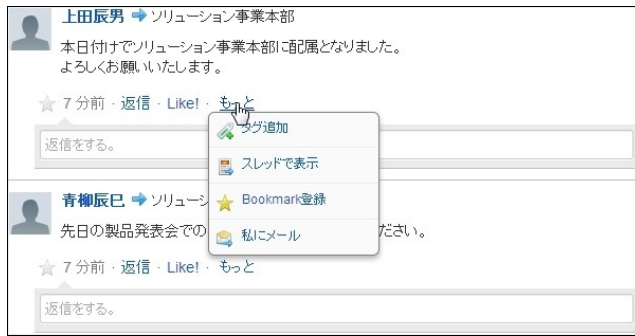 上田辰男 ➡ ソリューション事業本部
本日付けでソリューション事業本部に配属となりました。
よろしくお願いいたします。
7分前 · 返信 · Like! · もっと
タグ追加
返信をする。
スレッドで表示
青柳辰巳 ➡ ソリューシ
Bookmark登録
先日の製品発表会での ださい。
私にメール
7分前 · 返信 · Like! · もっと
返信をする。